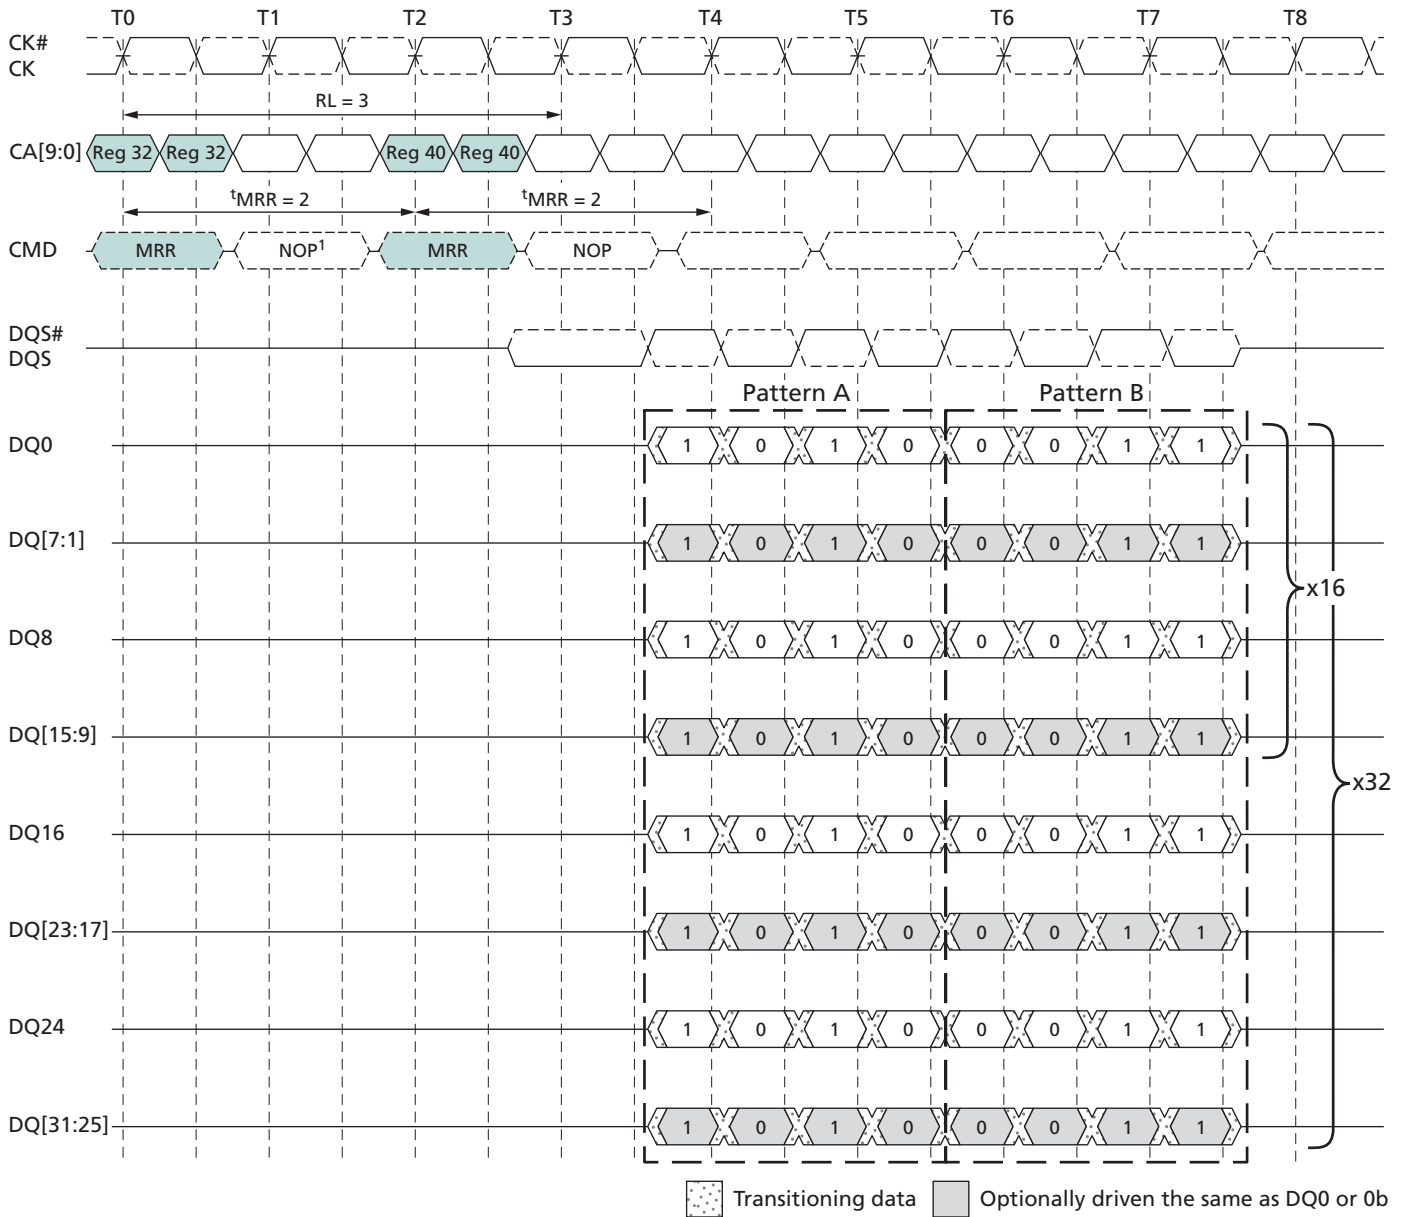 T0 T1 T2 T3 T4 T5 T6 T7 T8
CK#
CK
RL = 3
CA[9:0] Reg 32 Reg 32 Reg 40 Reg 40
tMRR = 2 tMRR = 2
CMD MRR NOP1 MRR NOP
DQS#
DQS
Pattern A Pattern B
DQ0 1 0 1 0 0 0 1 1
DQ[7:1] 1 0 1 0 0 0 1 1
x16
DQ8 1 0 1 0 0 0 1 1
DQ[15:9] 1 0 1 0 0 0 1 1
x32
DQ16 1 0 1 0 0 0 1 1
DQ[23:17] 1 0 1 0 0 0 1 1
DQ24 1 0 1 0 0 0 1 1
DQ[31:25] 1 0 1 0 0 0 1 1
Transitioning data Optionally driven the same as DQ0 or 0b